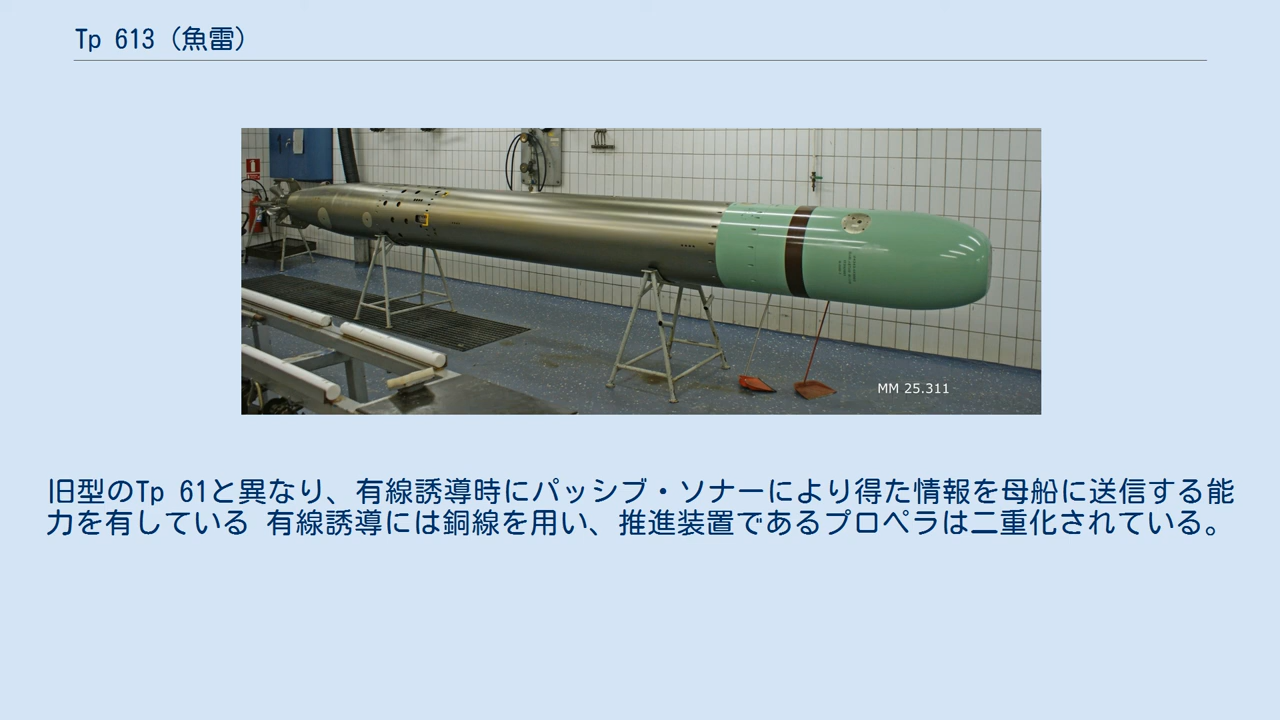 Tp 613（魚雷）
MM 25.311
旧型のTp 61と異なり、有線誘導時にパッシブ・ソナーにより得た情報を母船に送信する能
力を有している 有線誘導には銅線を用い、推進装置であるプロペラは二重化されている。